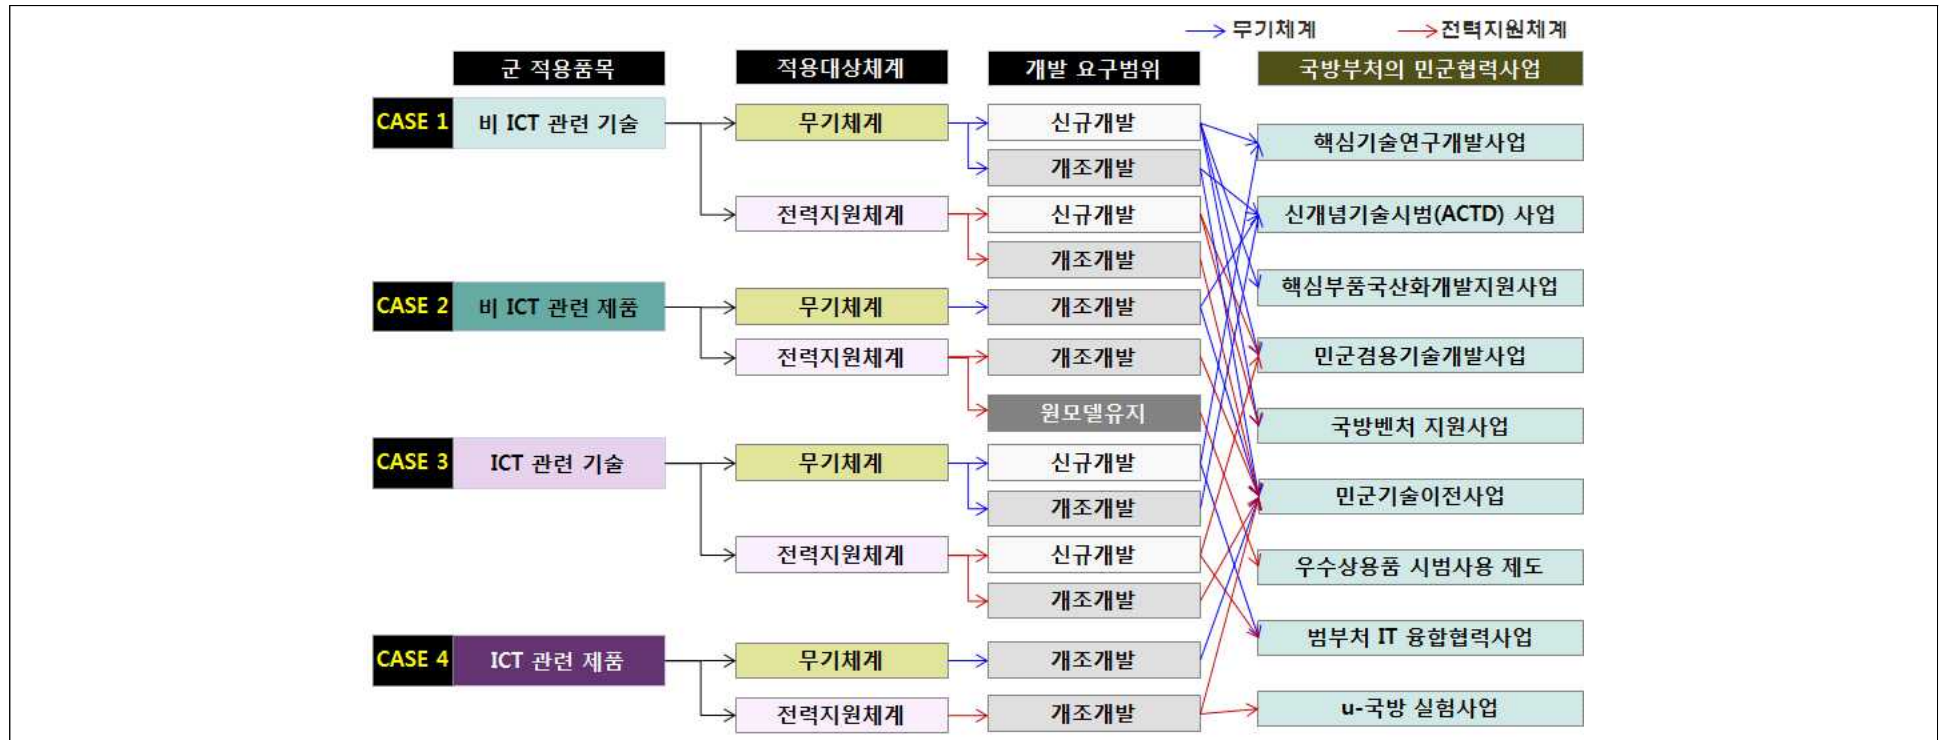 무기체계 전력지원체계
군 적용품목 적용대상체계 개발 요구범위 국방부처의 민군협력사업
CASE 1 비 ICT 관련 기술 무기체계 신규개발
핵심기술연구개발사업
개조개발
전력지원체계 신규개발 신개념기술시범(ACTD) 사업
개조개발
핵심부품국산화개발지원사업
CASE 2 비 ICT 관련 제품 무기체계 개조개발
전력지원체계 개조개발 민군겸용기술개발사업
원모델유지
국방벤처 지원사업
CASE 3 ICT 관련 기술 무기체계 신규개발
민군기술이전사업
개조개발
전력지원체계 신규개발 우수상용품 시범사용 제도
개조개발
범부처 IT 융합협력사업
CASE 4 ICT 관련 제품 무기체계 개조개발
전력지원체계 개조개발 u-국방 실험사업